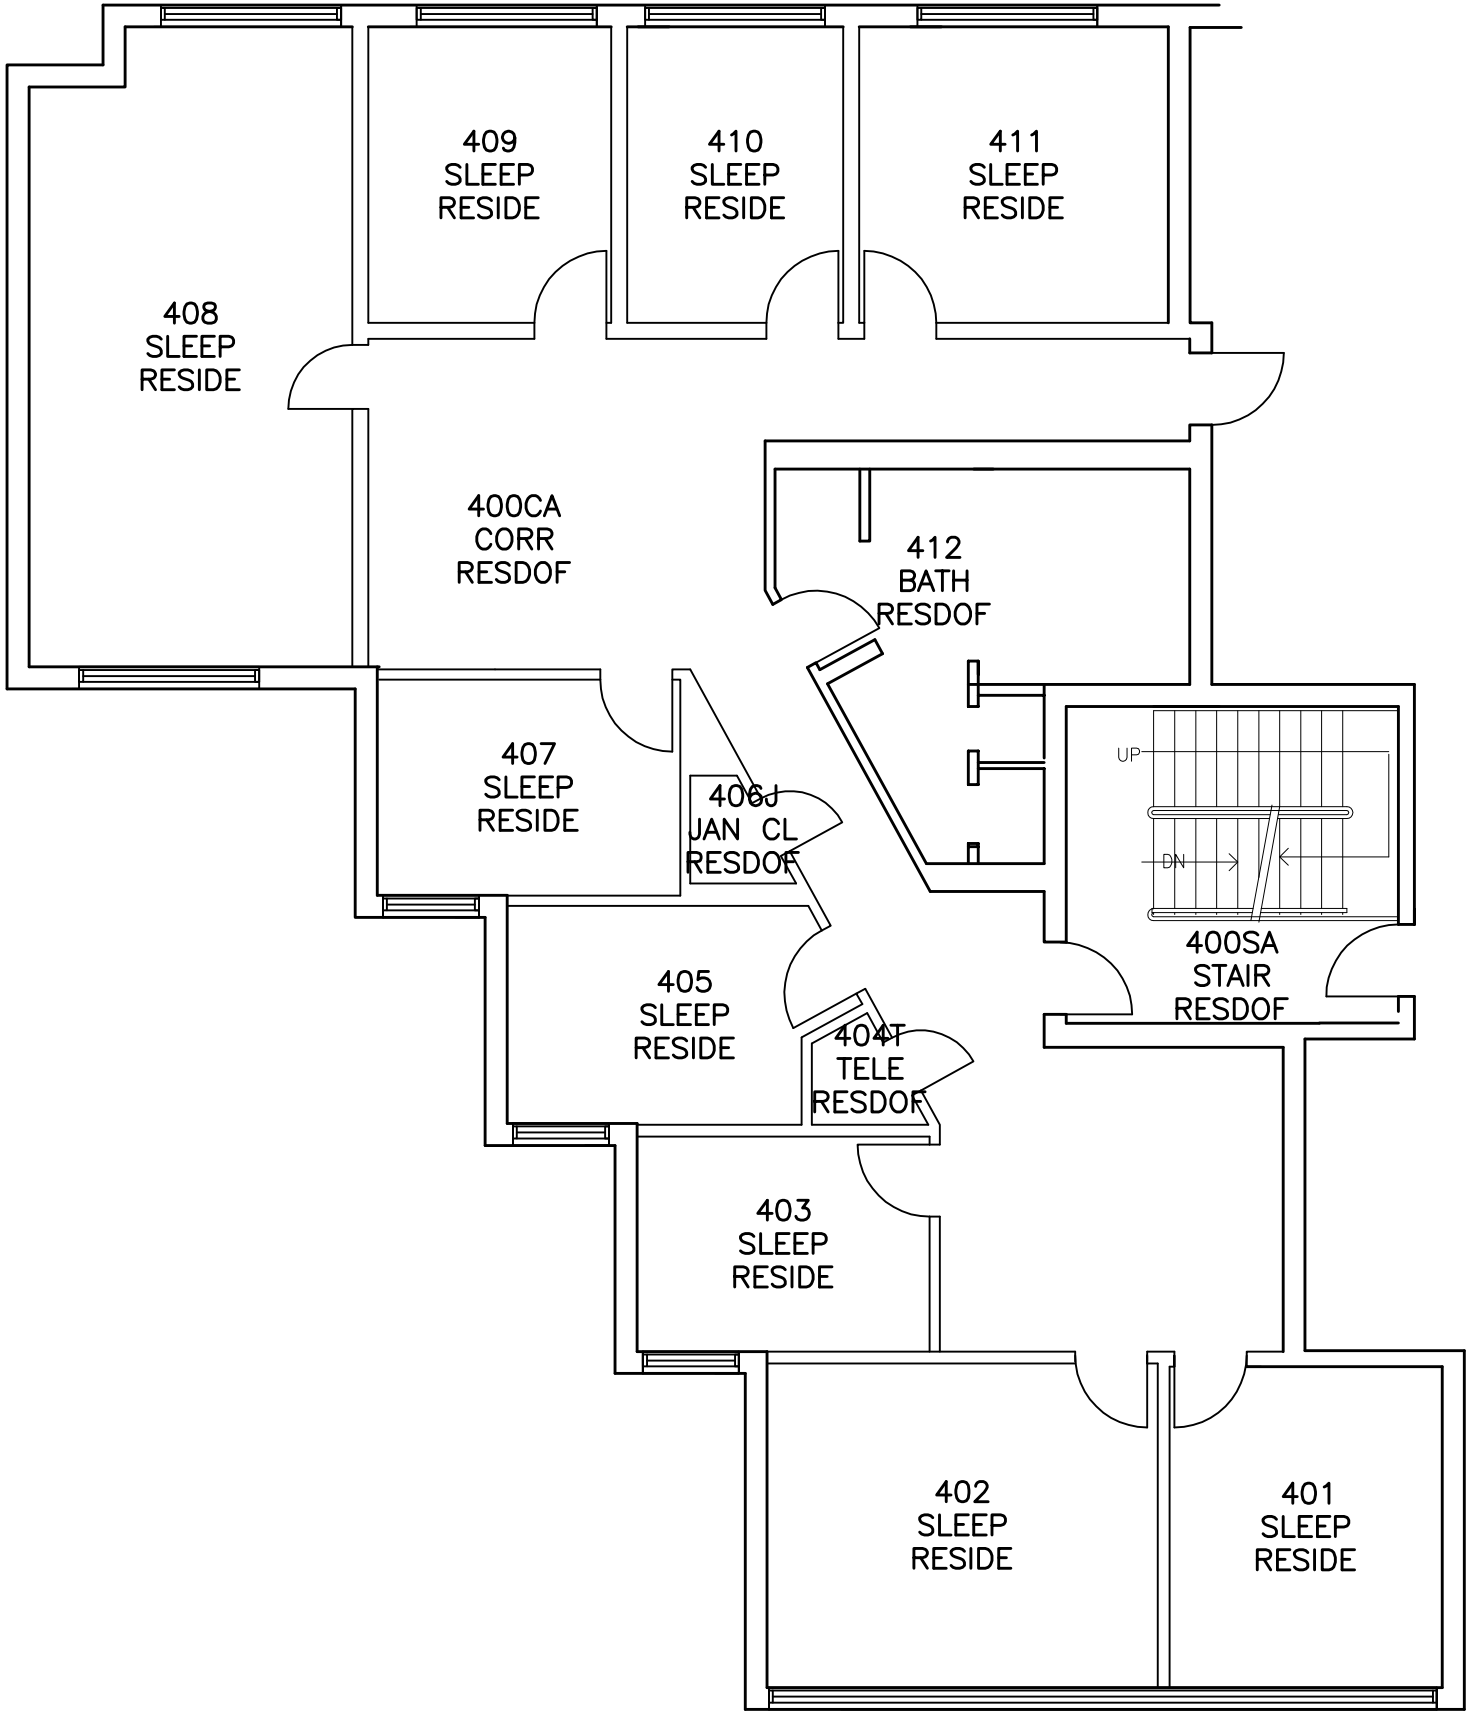 409
SLEEP
RESIDE
410
SLEEP
RESIDE
411
SLEEP
RESIDE
408
SLEEP
RESIDE
400CA
CORR
RESDOF
412
BATH
RESDOF
407
SLEEP
RESIDE
406J
JAN CL
RESDOF
UP
DN
400SA
STAIR
RESDOF
405
SLEEP
RESIDE
404T
TELE
RESDOF
403
SLEEP
RESIDE
402
SLEEP
RESIDE
401
SLEEP
RESIDE